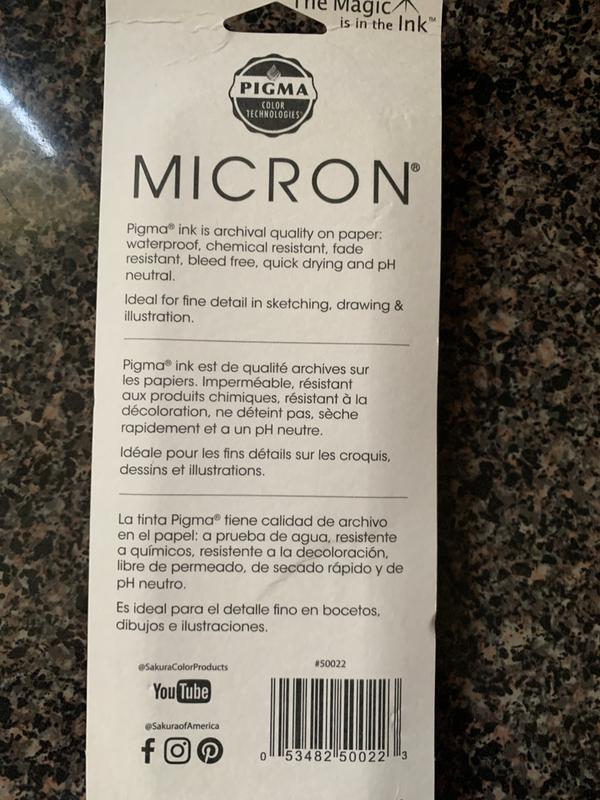 The Magic
is in the Ink™
PIGMA
COLOR
TECHNOLOGIES
MICRON®
Pigma® ink is archival quality on paper:
waterproof, chemical resistant, fade
resistant, bleed free, quick drying and pH
neutral.
Ideal for fine detail in sketching, drawing &
illustration.
Pigma® ink est de qualité archives sur
les papiers. Imperméable, résistant
aux produits chimiques, résistant à la
décoloration, ne déteint pas, sèche
rapidement et a un pH neutre.
Idéale pour les fins détails sur les croquis,
dessins et illustrations.
La tinta Pigma® tiene calidad de archivo
en el papel: a prueba de agua, resistente
a químicos, resistente a la decoloración,
libre de permeado, de secado rápido y de
pH neutro.
Es ideal para el detalle fino en bocetos,
dibujos e ilustraciones.
@SakuraColorProducts
YouTube
@SakuraofAmerica
#50022
0 53482 50022 3